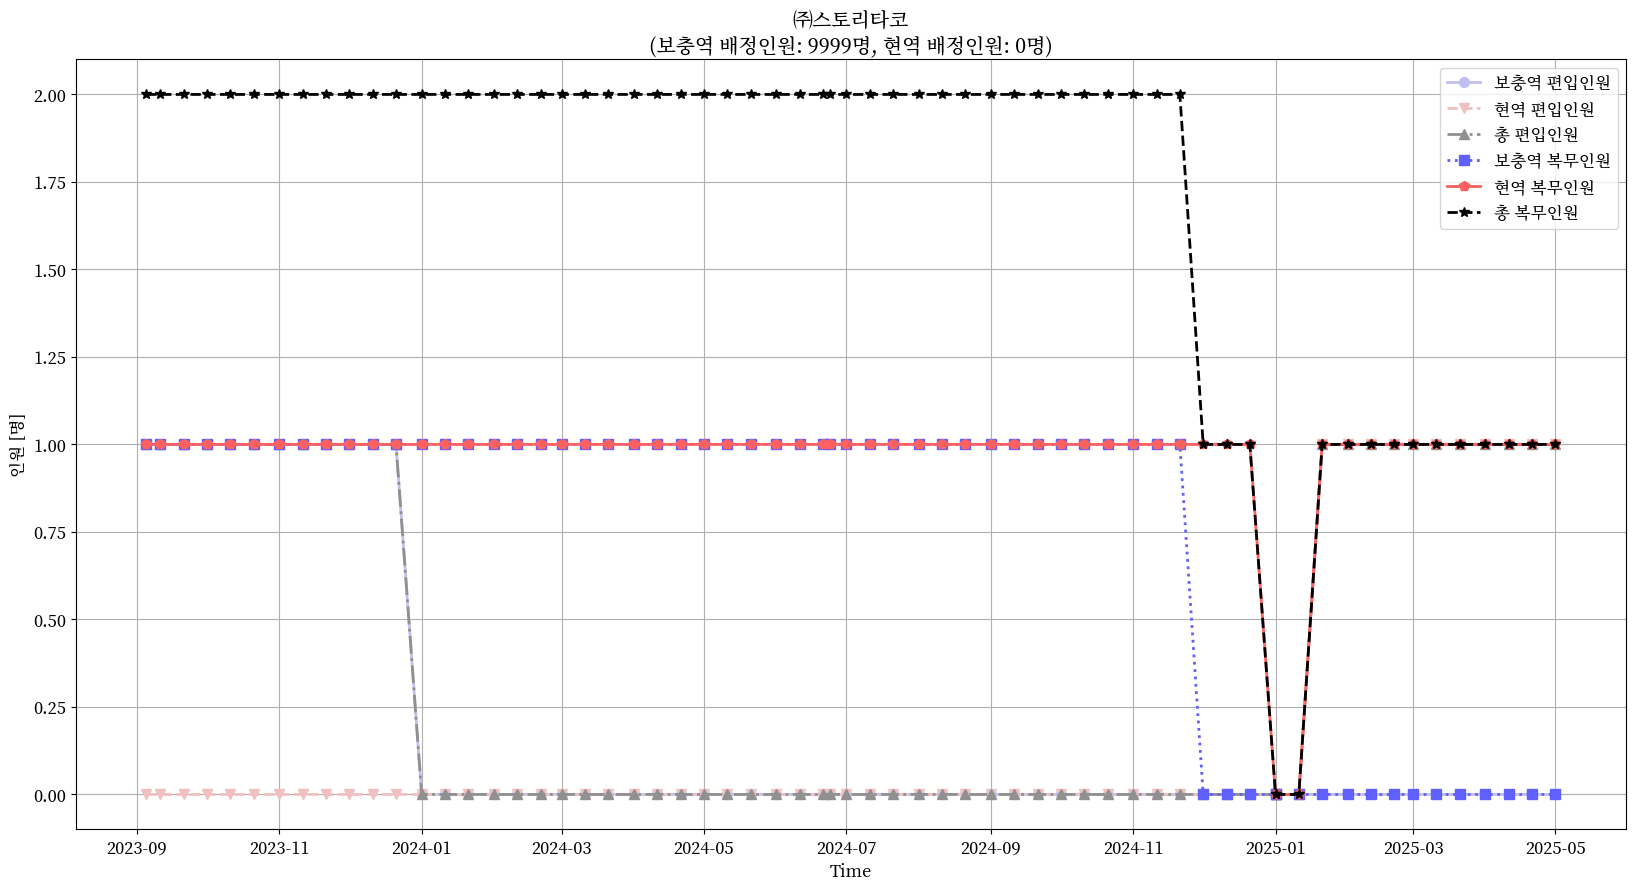 ㈜스토리타코
(보충역 배정인원: 9999명, 현역 배정인원: 0명)
보충역 편입인원
현역 편입인원
총 편입인원
보충역 복무인원
현역 복무인원
총 복무인원
인원 [명]
2.00
1.75
1.50
1.25
1.00
0.75
0.50
0.25
0.00
2023-09 2023-11 2024-01 2024-03 2024-05 2024-07 2024-09 2024-11 2025-01 2025-03 2025-05
Time